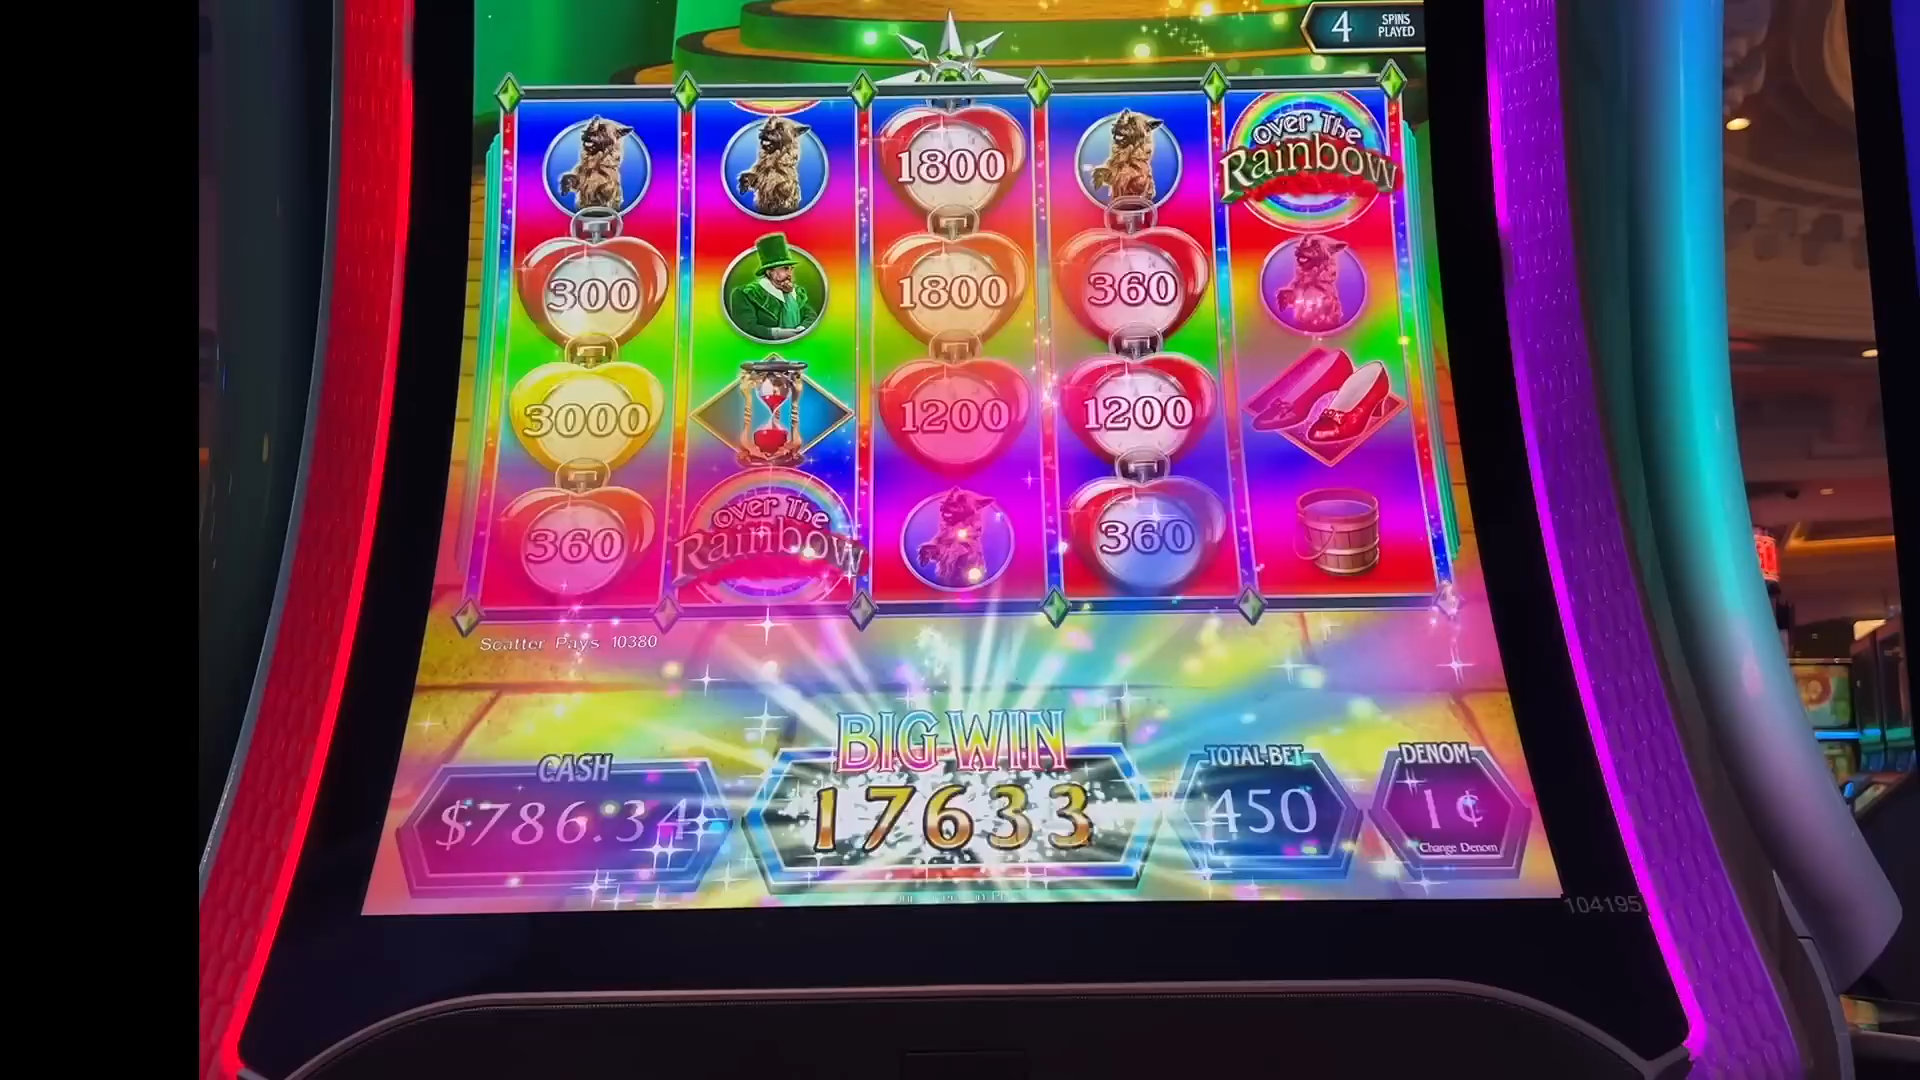 4 SPINS
PLAYED
1800
Over The
Rainbow
300
1800
360
3000
1200
1200
360
Over The
Rainbow
360
Scatter Pays 10380
BIG WIN
CASH
TOTAL BET
DENOM
$786.34
17633
450
1¢
Change Denom
104195